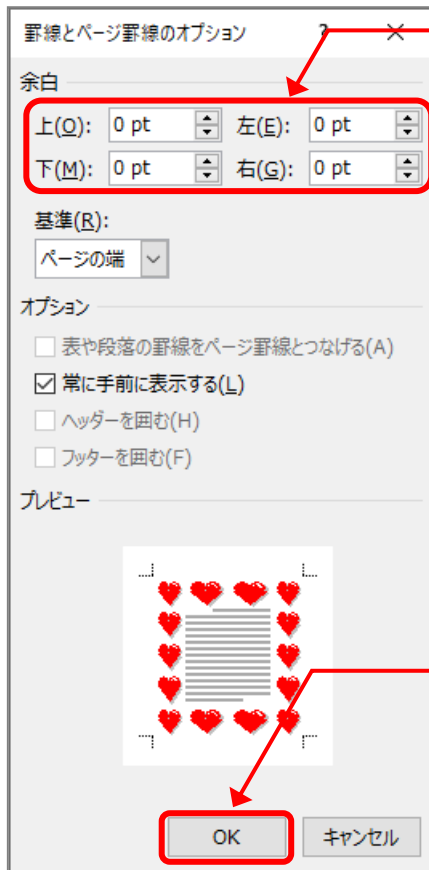 罫線とページ罫線のオプション ?
余白
上(O): 0 pt 左(E): 0 pt
下(M): 0 pt 右(G): 0 pt
基準(R):
ページの端
オプション
表や段落の罫線をページ罫線とつなげる(A)
常に手前に表示する(L)
ヘッダーを囲む(H)
フッターを囲む(F)
プレビュー
OK キャンセル